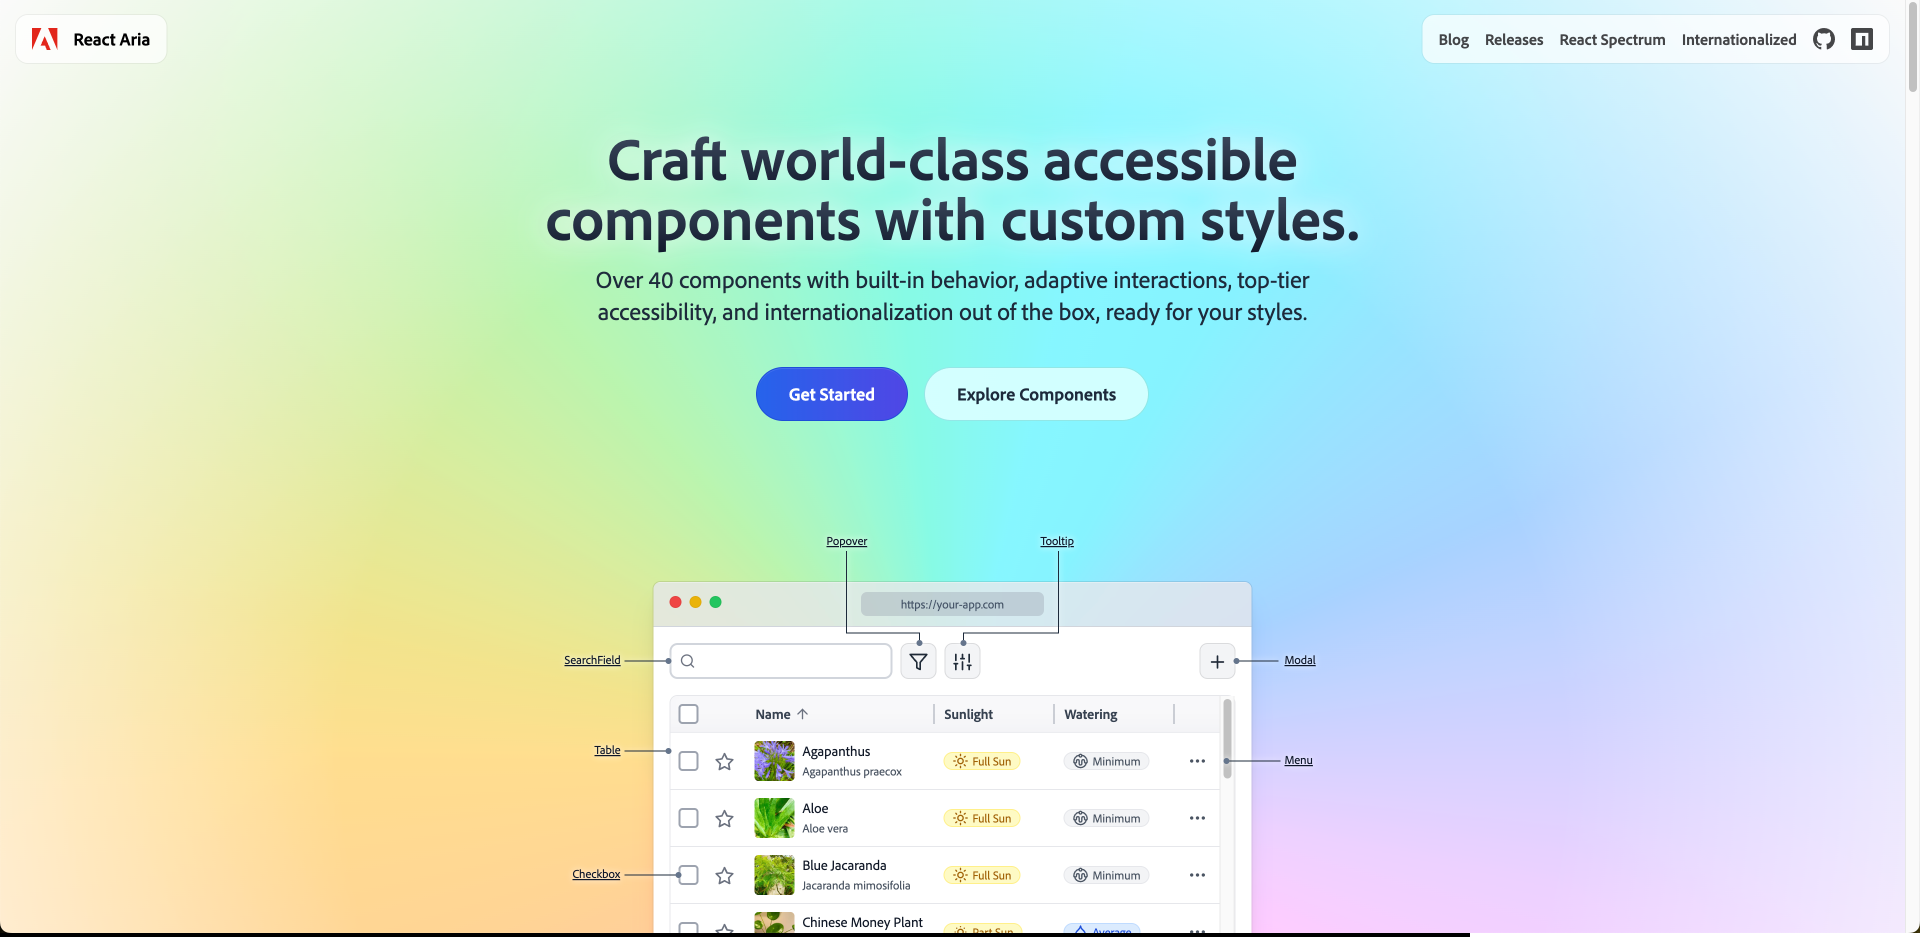 React Aria
Blog Releases React Spectrum Internationalized
Craft world-class accessible
components with custom styles.
Over 40 components with built-in behavior, adaptive interactions, top-tier
accessibility, and internationalization out of the box, ready for your styles.
Get Started Explore Components
Popover Tooltip
https://your-app.com
SearchField Modal
Name Sunlight Watering
Table
Agapanthus
Agapanthus praecox
Full Sun Minimum
Menu
Aloe
Aloe vera
Full Sun Minimum
Checkbox
Blue Jacaranda
Jacaranda mimosifolia
Full Sun Minimum
Chinese Money Plant
Part Sun Average